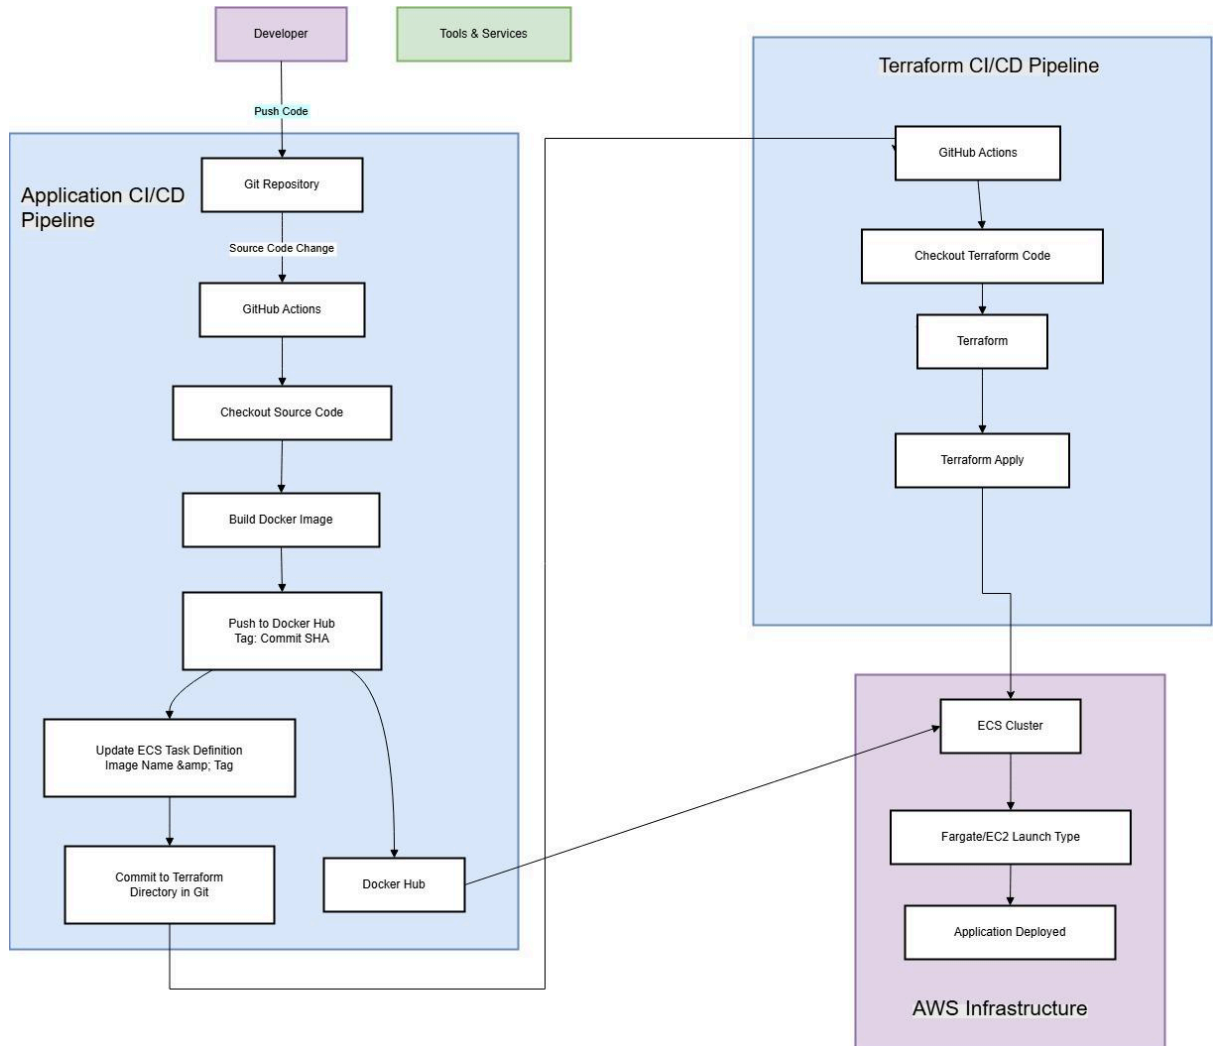 Developer
Tools & Services
Push Code
Application CI/CD
Pipeline
Git Repository
Source Code Change
GitHub Actions
Checkout Source Code
Build Docker Image
Push to Docker Hub
Tag: Commit SHA
Update ECS Task Definition
Image Name &amp; Tag
Commit to Terraform
Directory in Git
Docker Hub
Terraform CI/CD Pipeline
GitHub Actions
Checkout Terraform Code
Terraform
Terraform Apply
ECS Cluster
Fargate/EC2 Launch Type
Application Deployed
AWS Infrastructure